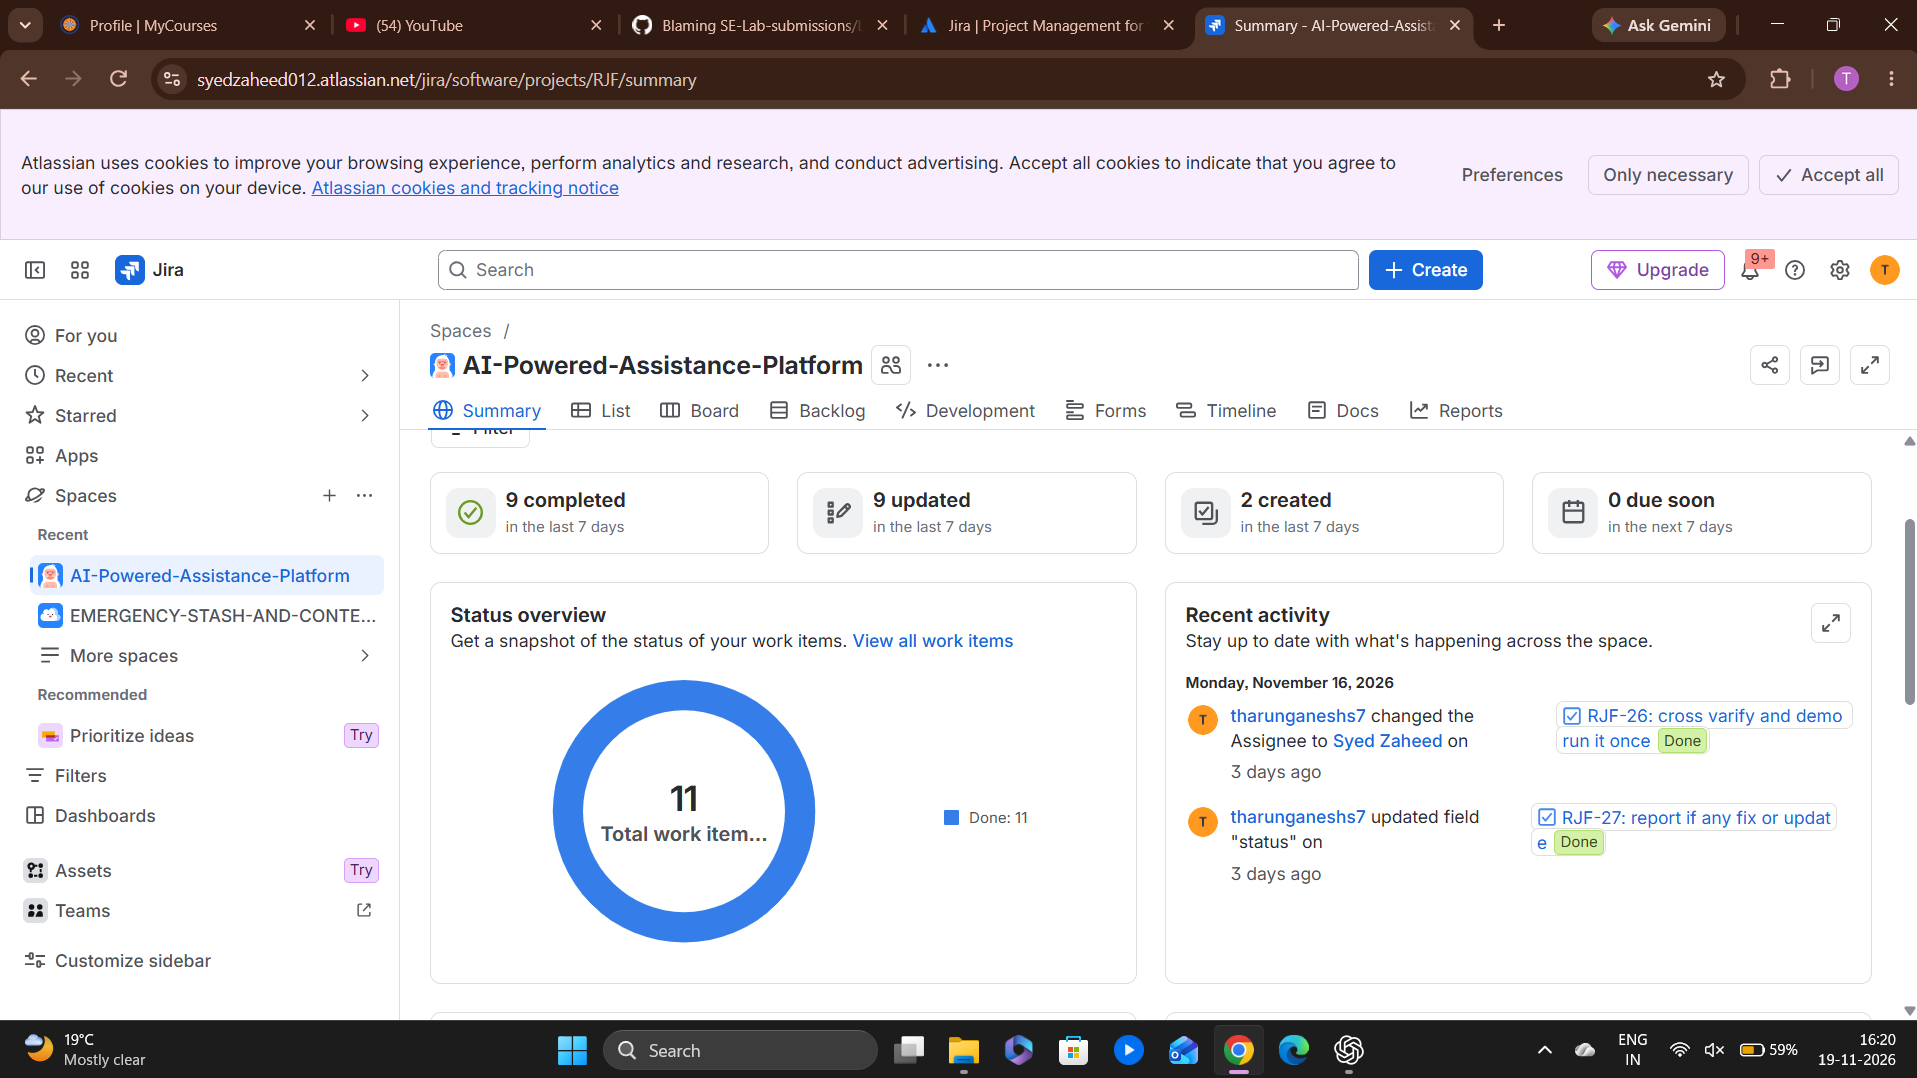 Profile | MyCourses
(54) YouTube
Blaming SE-Lab-submissions/L
Jira | Project Management for
Summary - AI-Powered-Assist
Ask Gemini
syedzaheed012.atlassian.net/jira/software/projects/RJF/summary
T
Atlassian uses cookies to improve your browsing experience, perform analytics and research, and conduct advertising. Accept all cookies to indicate that you agree to
our use of cookies on your device. Atlassian cookies and tracking notice
Preferences
Only necessary
Accept all
Jira
Search
Create
Upgrade
9+
T
For you
Recent
Starred
Apps
Spaces
Recent
AI-Powered-Assistance-Platform
EMERGENCY-STASH-AND-CONTE...
More spaces
Recommended
Prioritize ideas
Try
Filters
Dashboards
Assets
Try
Teams
Customize sidebar
Spaces /
AI-Powered-Assistance-Platform
Summary
List
Board
Backlog
Development
Forms
Timeline
Docs
Reports
Filter
9 completed
in the last 7 days
9 updated
in the last 7 days
2 created
in the last 7 days
0 due soon
in the next 7 days
Status overview
Get a snapshot of the status of your work items. View all work items
11
Total work item...
Done: 11
Recent activity
Stay up to date with what's happening across the space.
Monday, November 16, 2026
T
tharunganeshs7 changed the
Assignee to Syed Zaheed on
3 days ago
RJF-26: cross varify and demo
run it once Done
T
tharunganeshs7 updated field
"status" on
3 days ago
RJF-27: report if any fix or updat
e Done
19°C
Mostly clear
Search
ENG
IN
59%
16:20
19-11-2026